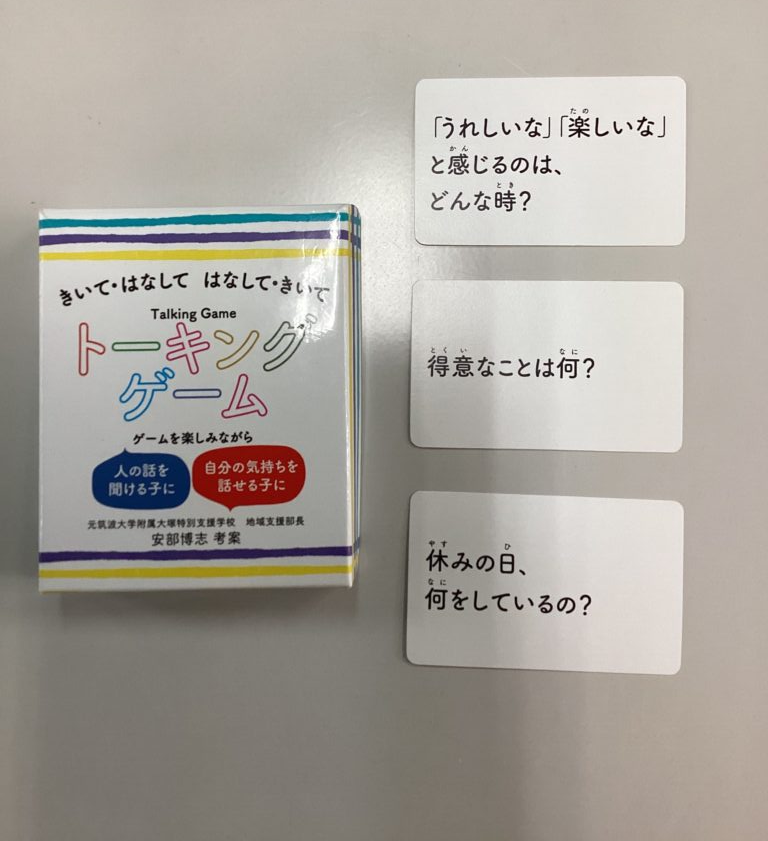 きいて・はなして はなして・きいて
Talking Game
トーキング
ゲーム
ゲームを楽しみながら
人の話を
聞ける子に
自分の気持ちを
話せる子に
元筑波大学附属大塚特別支援学校 地域支援部長
安部博志 考案
「うれしいな」「楽しいな」
と感じるのは、
どんな時?
得意なことは何?
休みの日、
何をしているの?